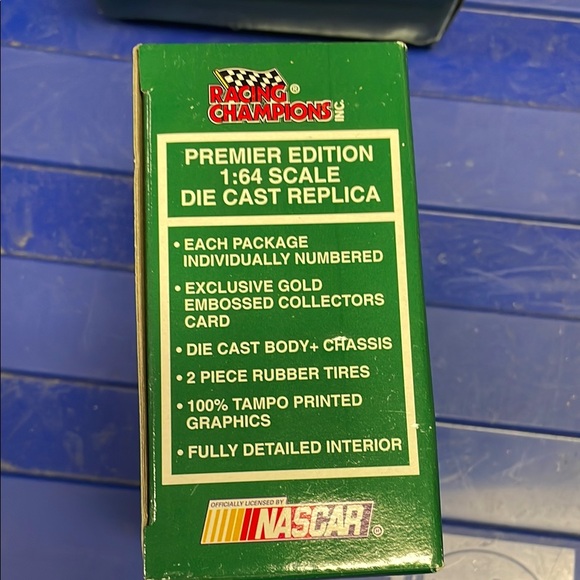 RACING®
CHAMPIONS INC.
PREMIER EDITION
1:64 SCALE
DIE CAST REPLICA
• EACH PACKAGE
INDIVIDUALLY NUMBERED
• EXCLUSIVE GOLD
EMBOSSED COLLECTORS
CARD
• DIE CAST BODY+ CHASSIS
• 2 PIECE RUBBER TIRES
• 100% TAMPO PRINTED
GRAPHICS
• FULLY DETAILED INTERIOR
OFFICIALLY LICENSED BY
NASCAR®